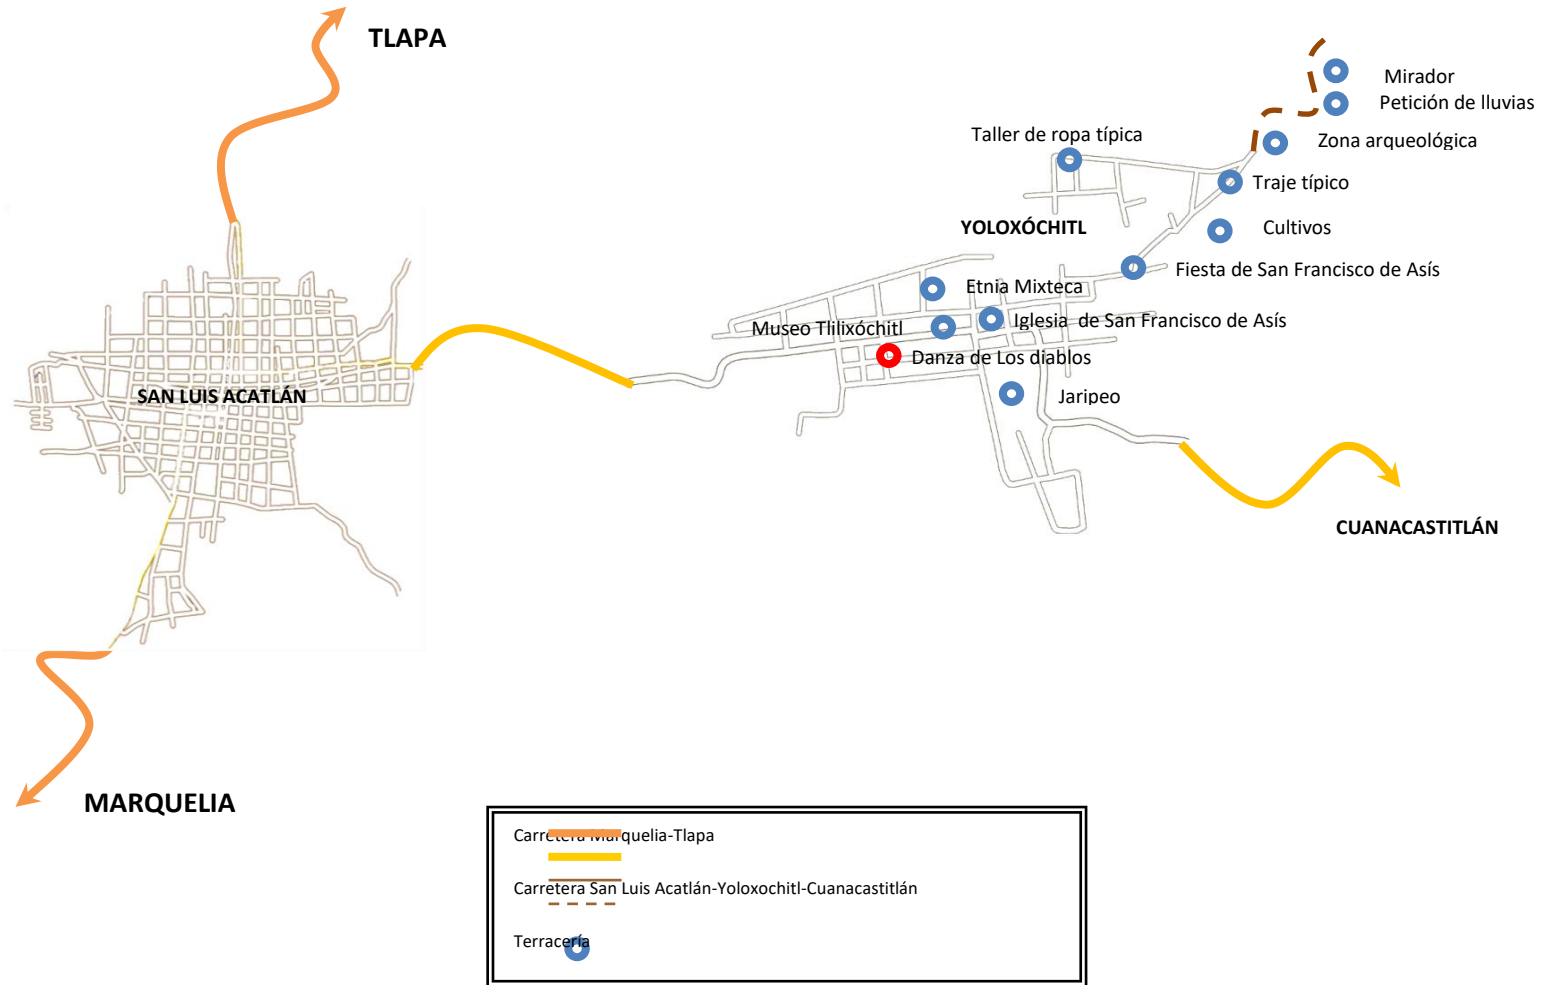 TLAPA
Mirador
Petición de lluvias
Taller de ropa típica
Zona arqueológica
Traje típico
YOLOXÓCHITL
Cultivos
Fiesta de San Francisco de Asís
Etnia Mixteca
Museo Tlilixóchitl
Iglesia de San Francisco de Asís
Danza de Los diablos
SAN LUIS ACATLÁN
Jaripeo
CUANACASTITLÁN
MARQUELIA
Carretera Marquelia-Tlapa
Carretera San Luis Acatlán-Yoloxochitl-Cuanacastitlán
Terracería